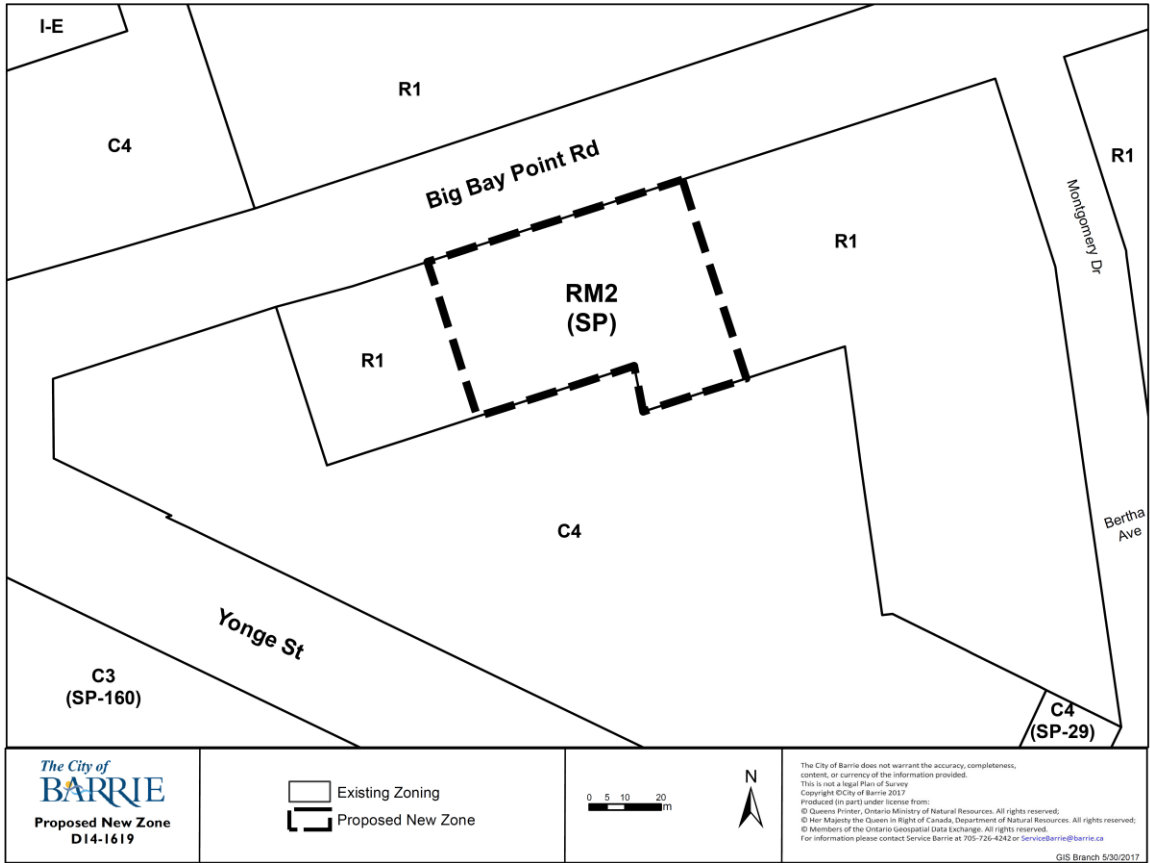 I-E
R1
C4
Big Bay Point Rd
R1
Montgomery Dr
R1
RM2
(SP)
R1
C4
Bertha
Ave
Yonge St
C3
(SP-160)
C4
(SP-29)
The City of
BARRIE
Proposed New Zone
D14-1619
Existing Zoning
Proposed New Zone
0 5 10 20
m
N
The City of Barrie does not warrant the accuracy, completeness,
content, or currency of the information provided.
This is not a legal Plan of Survey
Copyright ©City of Barrie 2017
Produced (in part) under license from:
© Queens Printer, Ontario Ministry of Natural Resources. All rights reserved;
© Her Majesty the Queen in Right of Canada, Department of Natural Resources. All rights reserved;
© Members of the Ontario Geospatial Data Exchange. All rights reserved.
For information please contact Service Barrie at 705-726-4242 or ServiceBarrie@barrie.ca
GIS Branch 5/30/2017